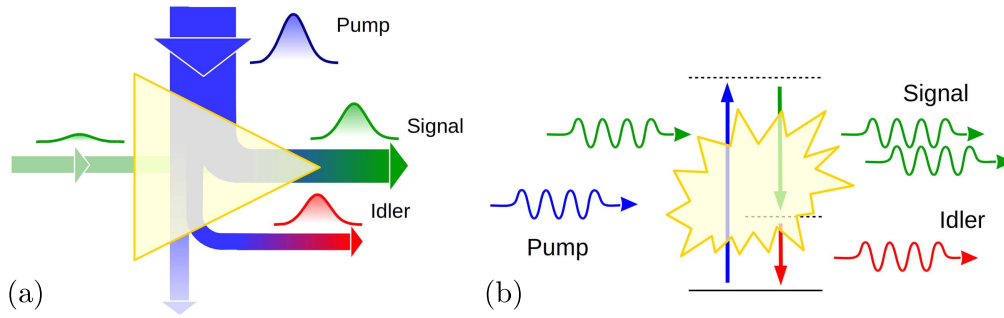 Pump
Signal
Idler
(a)
Signal
Pump
Idler
(b)